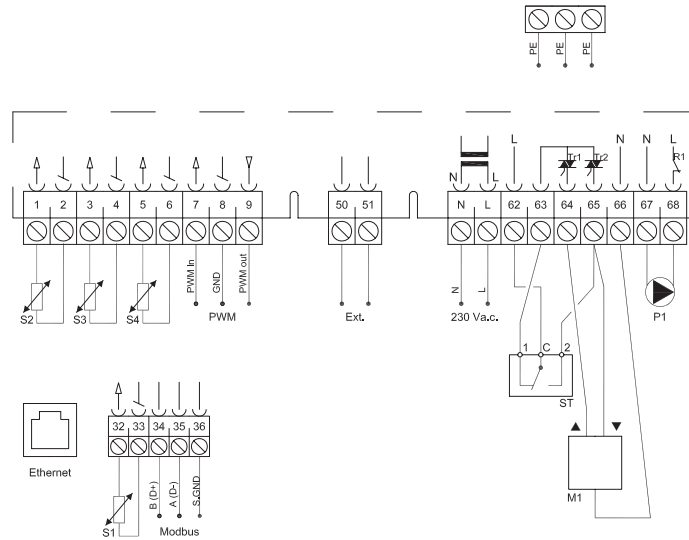 PE PE PE
L N N L
Tr1 Tr2 R1
N L
1 2 3 4 5 6 7 8 9 50 51 N L 62 63 64 65 66 67 68
PWM In GND PWM out N L
S2 S3 S4 PWM Ext. 230 Va.c. P1
1 C 2
ST
32 33 34 35 36
Ethernet
B (D+) A (D-) S.GND
M1
S1 Modbus